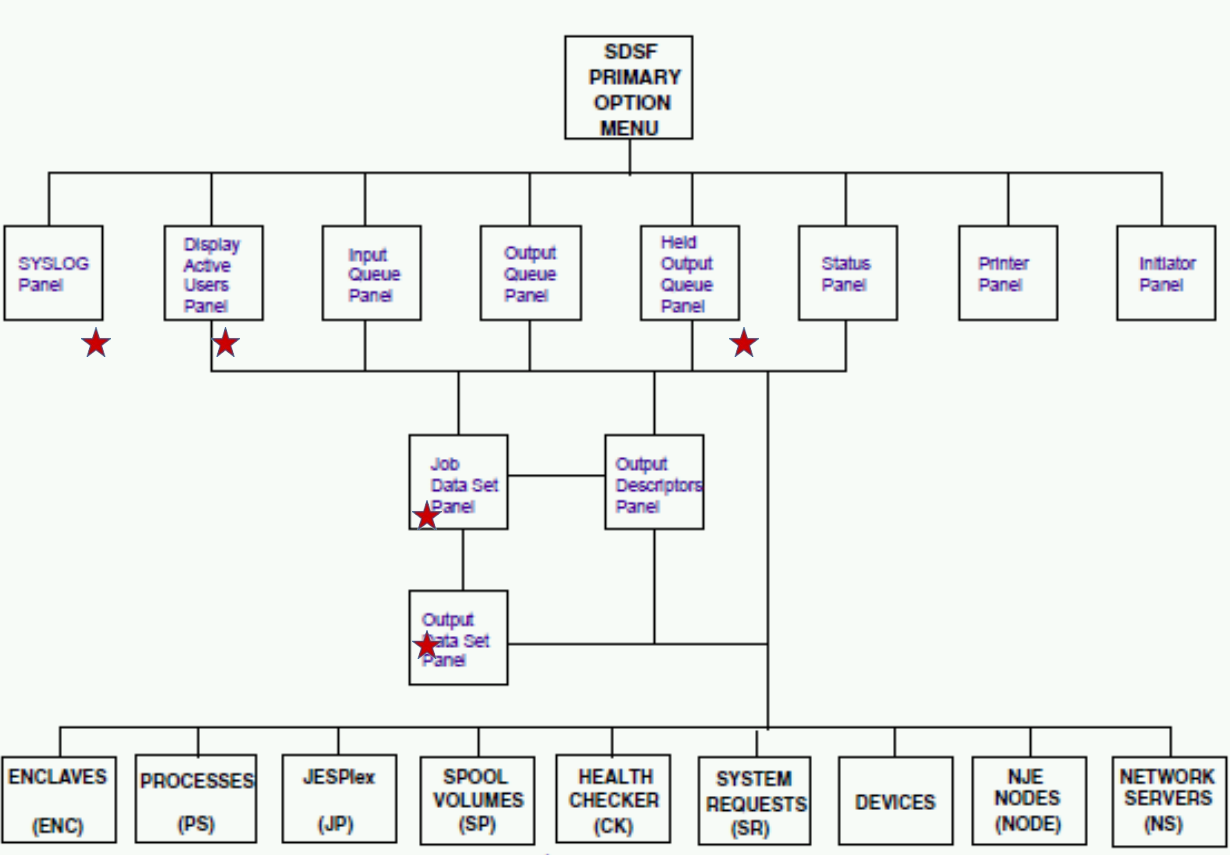 SDSF
PRIMARY
OPTION
MENU
SYSLOG
Panel
Display
Active
Users
Panel
Input
Queue
Panel
Output
Queue
Panel
Held
Output
Queue
Panel
Status
Panel
Printer
Panel
Initiator
Panel
Job
Data Set
Panel
Output
Descriptors
Panel
Output
Data Set
Panel
ENCLAVES
(ENC)
PROCESSES
(PS)
JESPlex
(JP)
SPOOL
VOLUMES
(SP)
HEALTH
CHECKER
(CK)
SYSTEM
REQUESTS
(SR)
DEVICES
NJE
NODES
(NODE)
NETWORK
SERVERS
(NS)